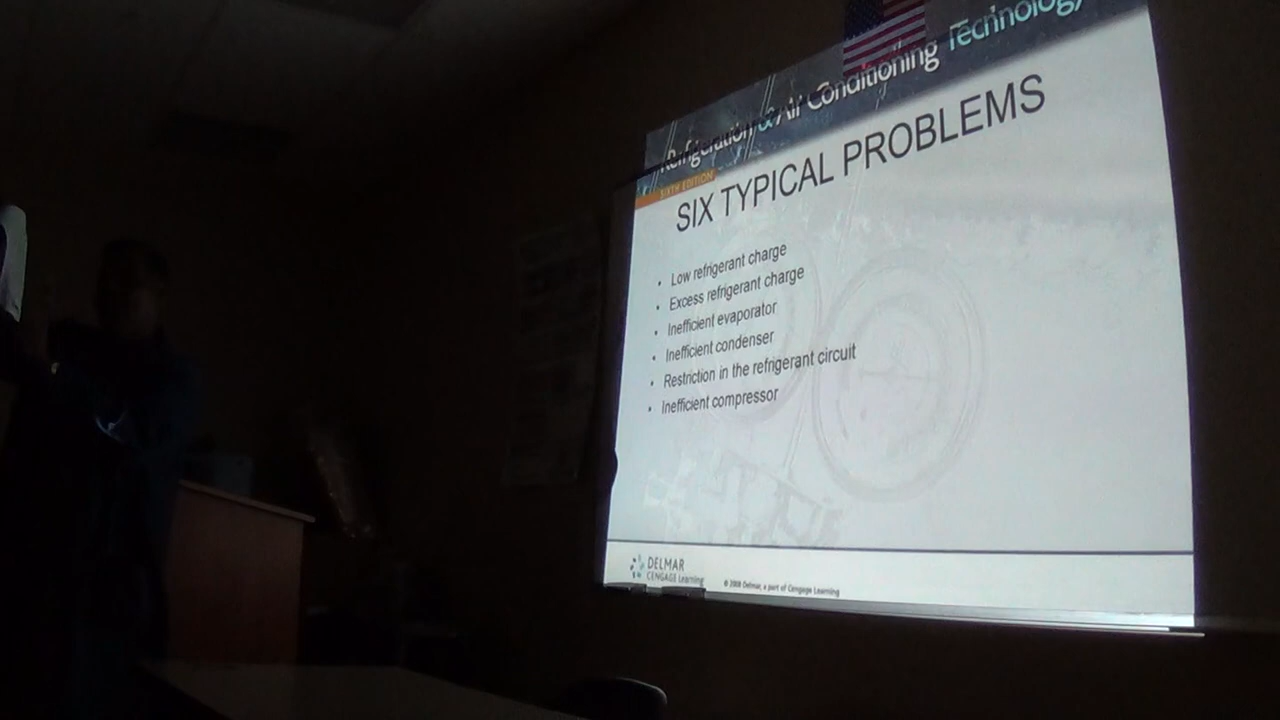 Refrigeration & Air Conditioning Technology
SIXTH EDITION
SIX TYPICAL PROBLEMS
• Low refrigerant charge
• Excess refrigerant charge
• Inefficient evaporator
• Inefficient condenser
• Restriction in the refrigerant circuit
• Inefficient compressor
DELMAR
CENGAGE Learning
© 2008 Delmar, a part of Cengage Learning